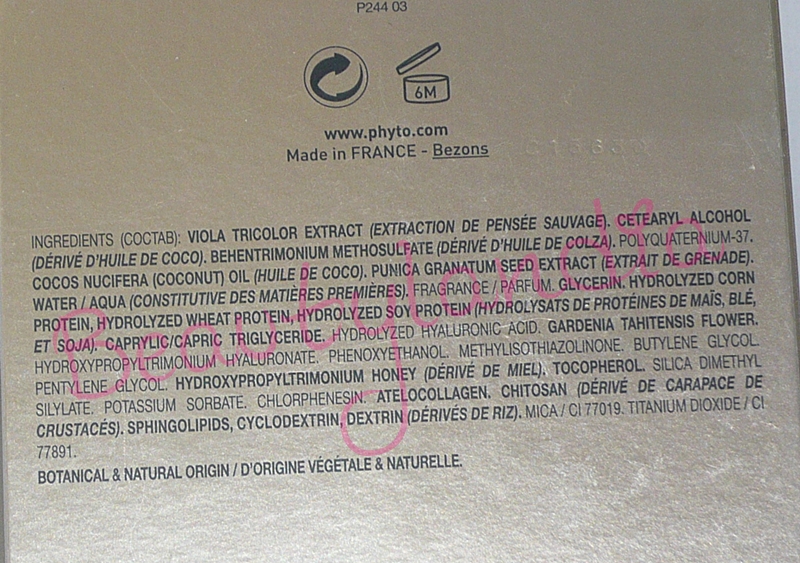 P244 03
6M
www.phyto.com
Made in FRANCE - Bezons
INGREDIENTS (COCTAB): VIOLA TRICOLOR EXTRACT (EXTRACTION DE PENSÉE SAUVAGE). CETEARYL ALCOHOL
(DÉRIVÉ D'HUILE DE COCO). BEHENTRIMONIUM METHOSULFATE (DÉRIVÉ D'HUILE DE COLZA). POLYQUATERNIUM-37.
COCOS NUCIFERA (COCONUT) OIL (HUILE DE COCO). PUNICA GRANATUM SEED EXTRACT (EXTRAIT DE GRENADE).
WATER / AQUA (CONSTITUTIVE DES MATIÈRES PREMIÈRES). FRAGRANCE / PARFUM. GLYCERIN. HYDROLYZED CORN
PROTEIN, HYDROLYZED WHEAT PROTEIN, HYDROLYZED SOY PROTEIN (HYDROLYSATS DE PROTÉINES DE MAÏS, BLÉ,
ET SOJA). CAPRYLIC/CAPRIC TRIGLYCERIDE. HYDROLYZED HYALURONIC ACID. GARDENIA TAHITENSIS FLOWER.
HYDROXYPROPYLTRIMONIUM HYALURONATE. PHENOXYETHANOL. METHYLISOTHIAZOLINONE. BUTYLENE GLYCOL.
PENTYLENE GLYCOL. HYDROXYPROPYLTRIMONIUM HONEY (DÉRIVÉ DE MIEL). TOCOPHEROL. SILICA DIMETHYL
SILYLATE. POTASSIUM SORBATE. CHLORPHENESIN. ATELOCOLLAGEN. CHITOSAN (DÉRIVÉ DE CARAPACE DE
CRUSTACÉS). SPHINGOLIPIDS, CYCLODEXTRIN, DEXTRIN (DÉRIVÉS DE RIZ). MICA / CI 77019. TITANIUM DIOXIDE / CI
77891.
BOTANICAL & NATURAL ORIGIN / D'ORIGINE VÉGÉTALE & NATURELLE.